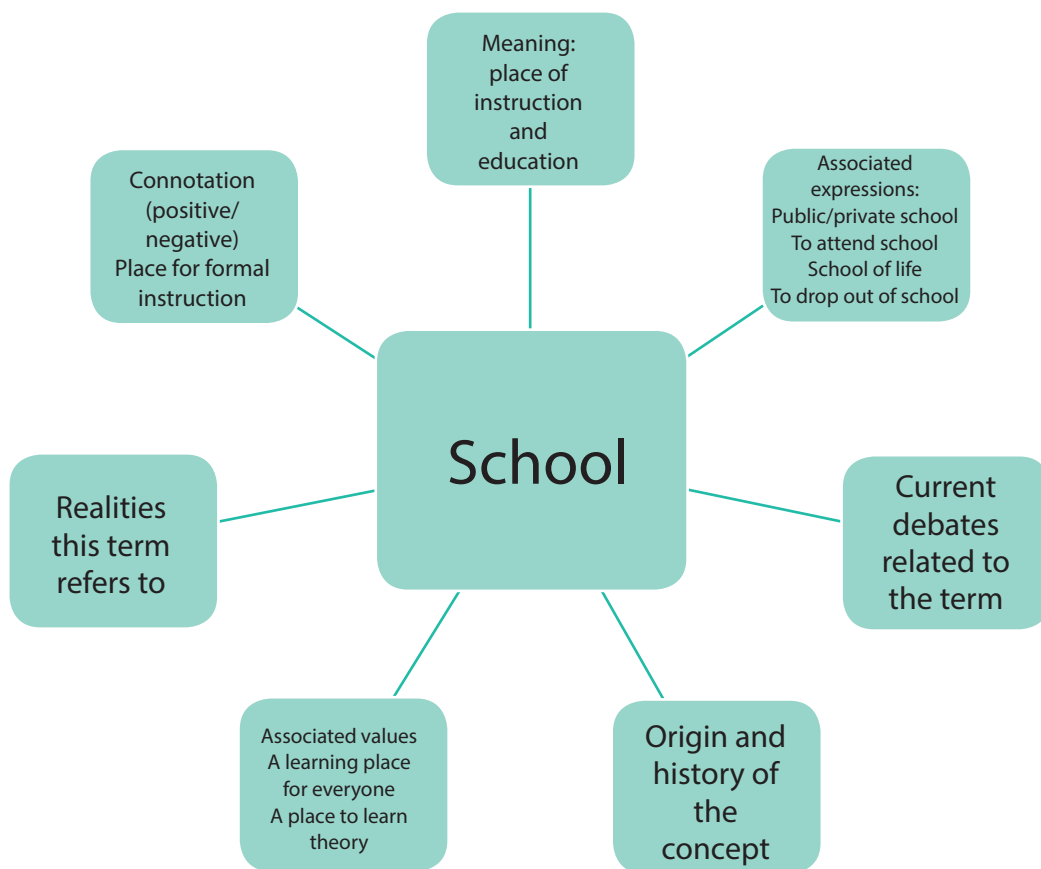 Meaning:
place of
instruction
and
education
Connotation
(positive/
negative)
Place for formal
instruction
Associated
expressions:
Public/private school
To attend school
School of life
To drop out of school
School
Realities
this term
refers to
Current
debates
related to
the term
Associated values
A learning place
for everyone
A place to learn
theory
Origin and
history of
the
concept